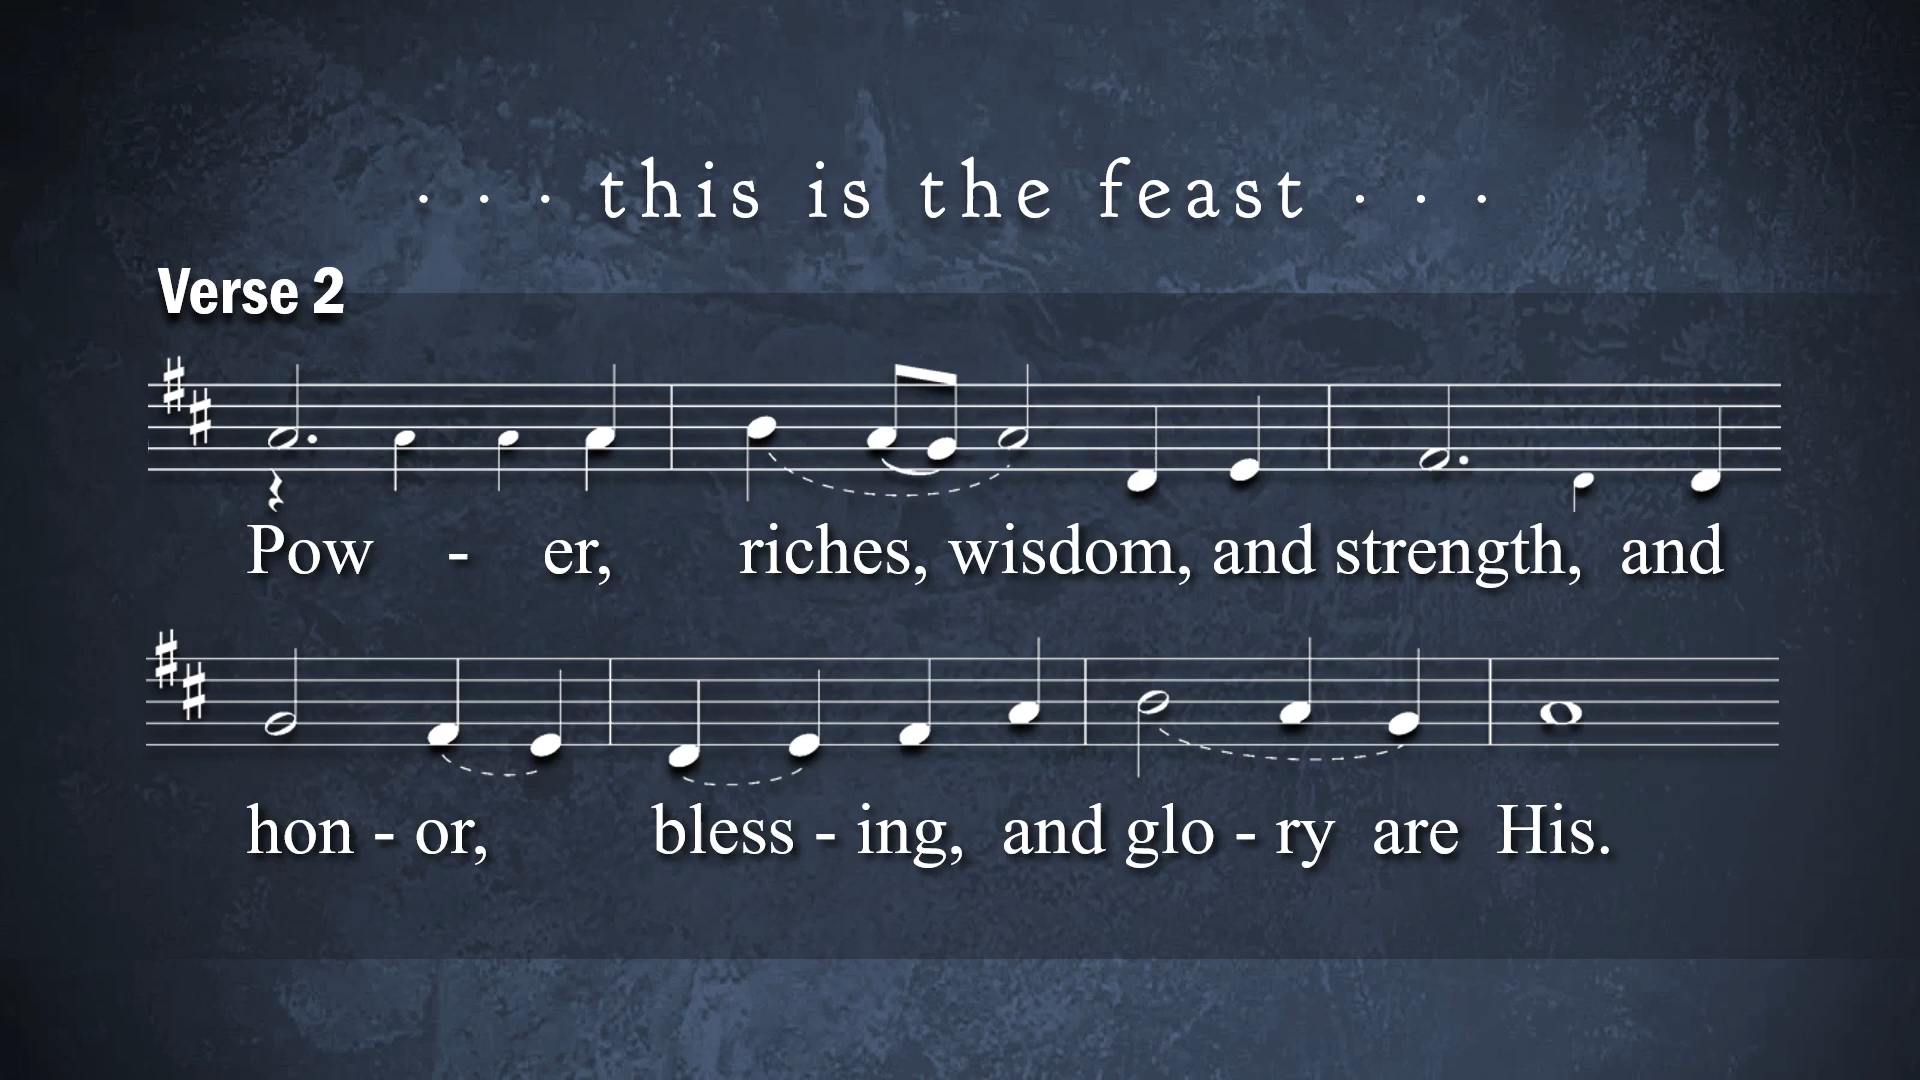 . . . this is the feast . . .
Verse 2
Pow - er, riches, wisdom, and strength, and
hon - or, bless - ing, and glo - ry are His.